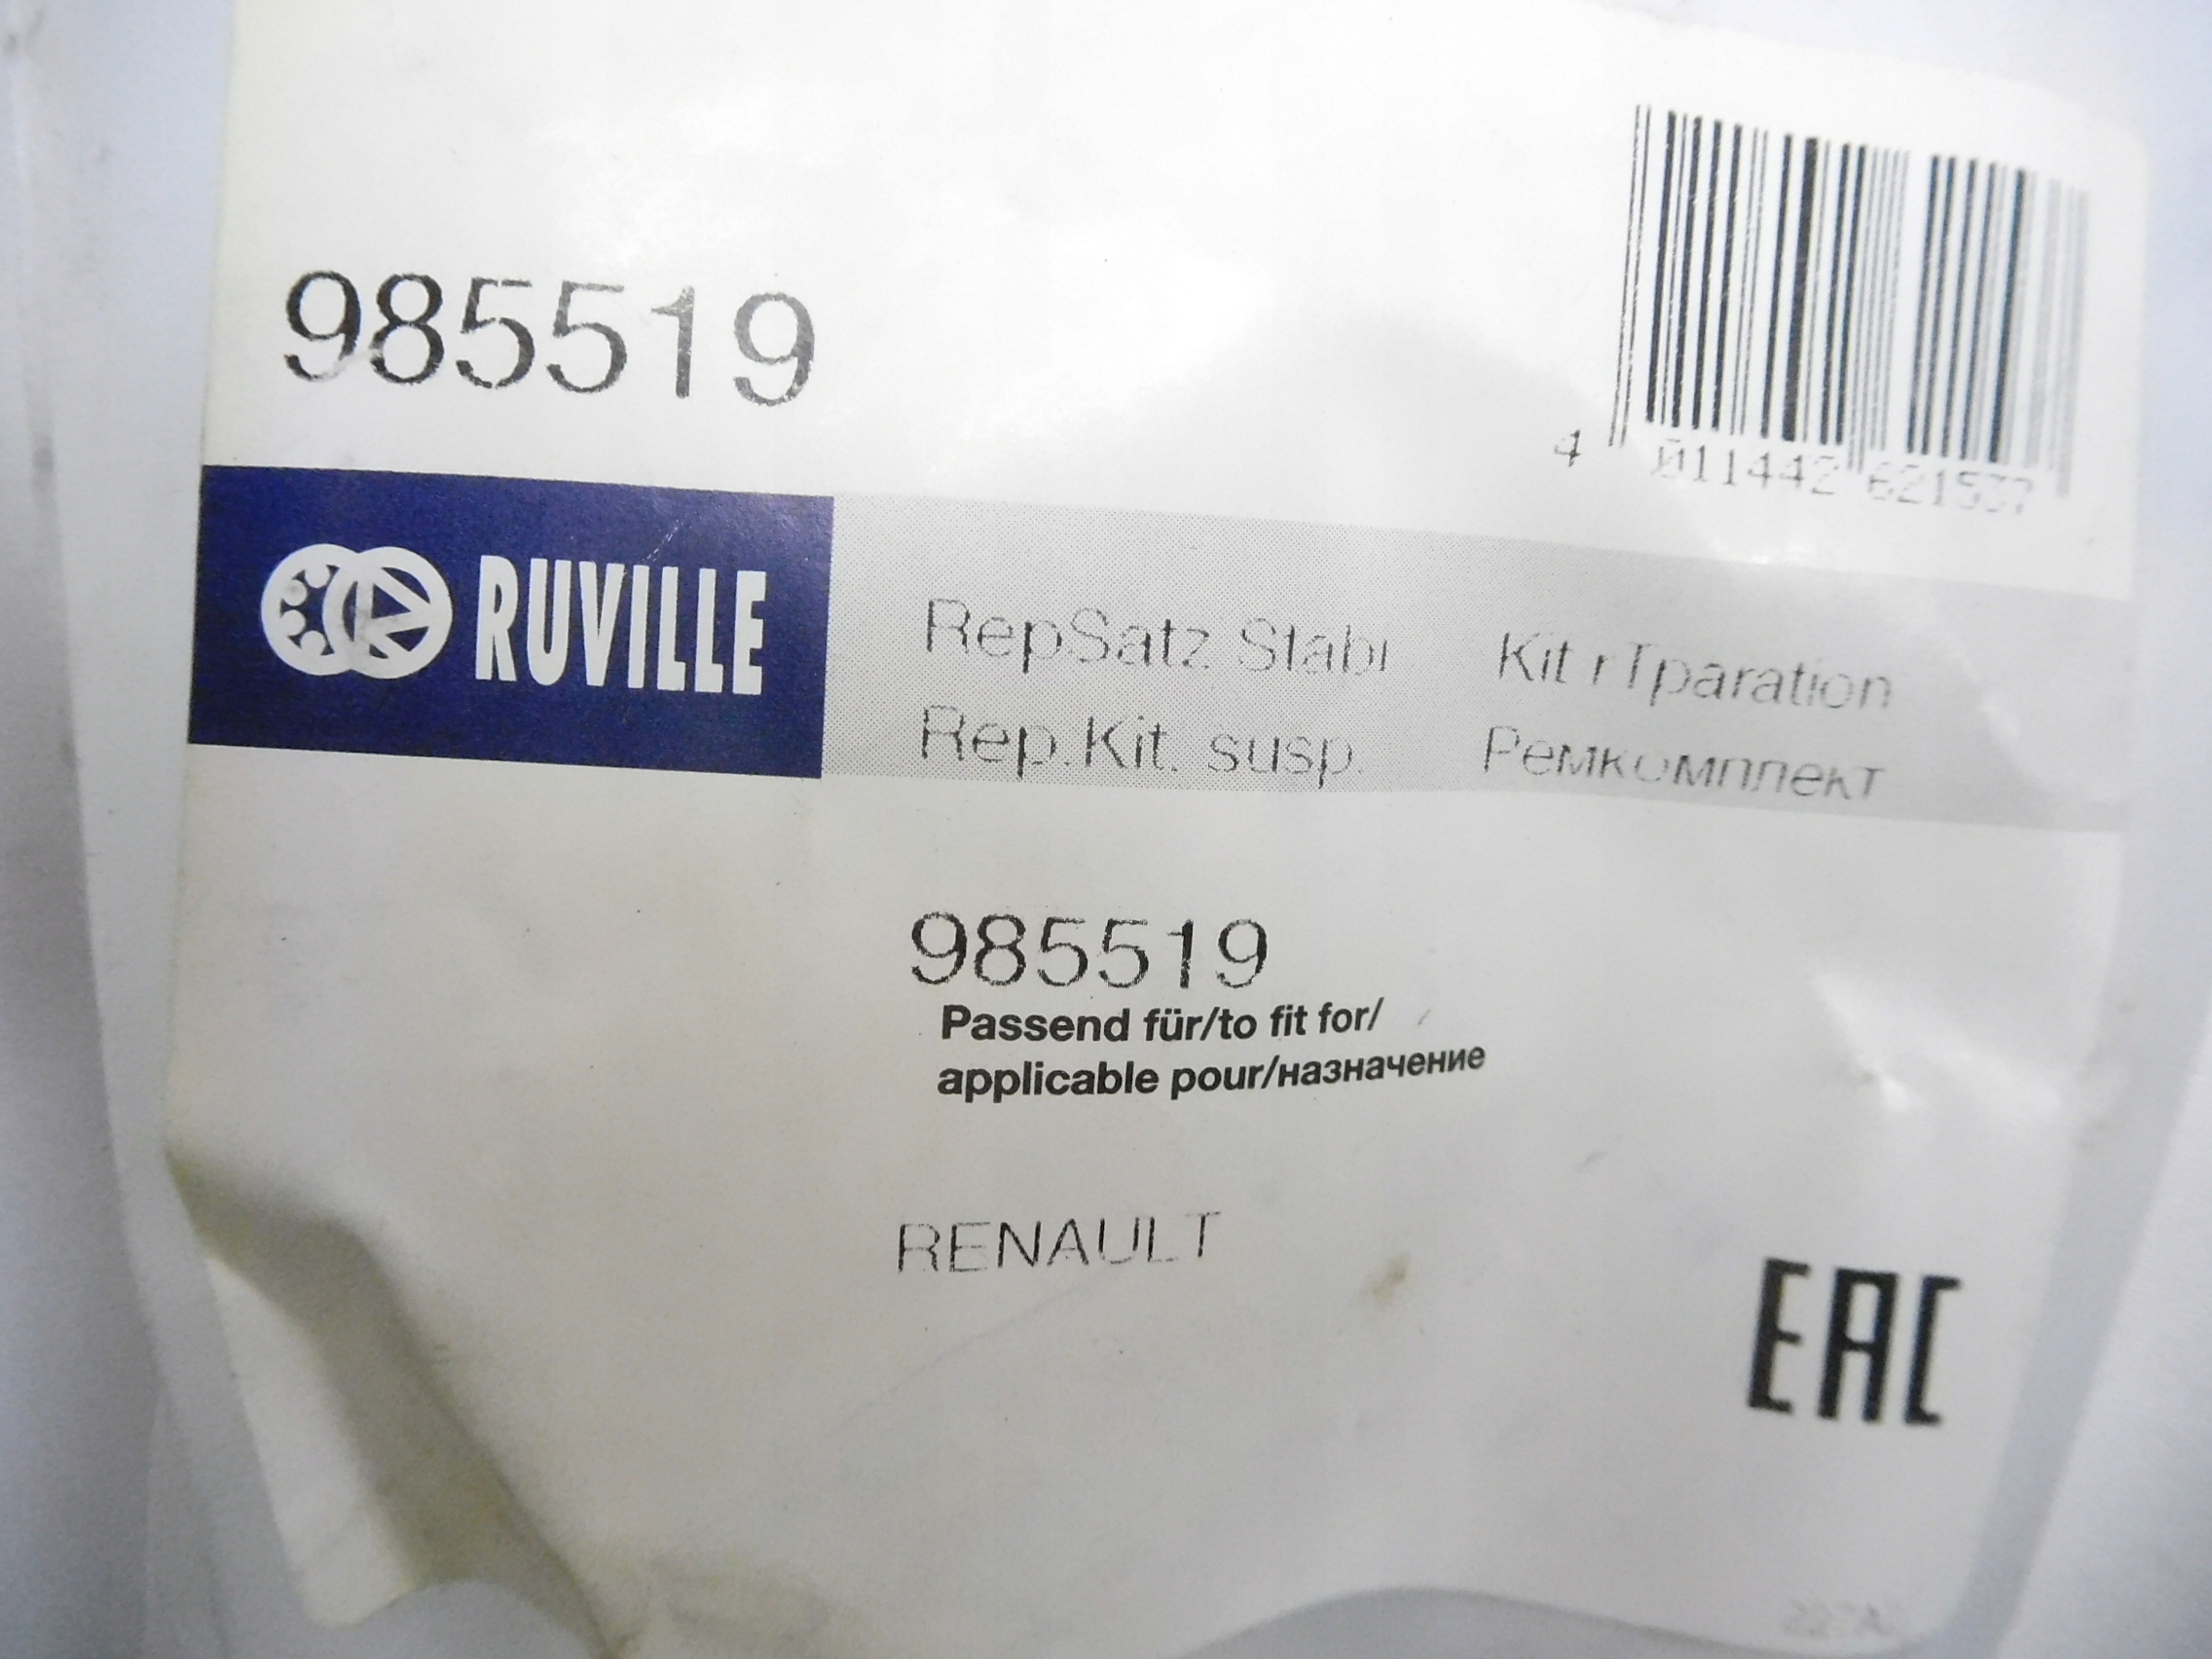 985519
4 011442 621537
RUVILLE
RepSatz Stabi Kit rTparation
Rep.Kit. susp. Ремкомплект
985519
Passend für/to fit for/
applicable pour/назначение
RENAULT
EAC